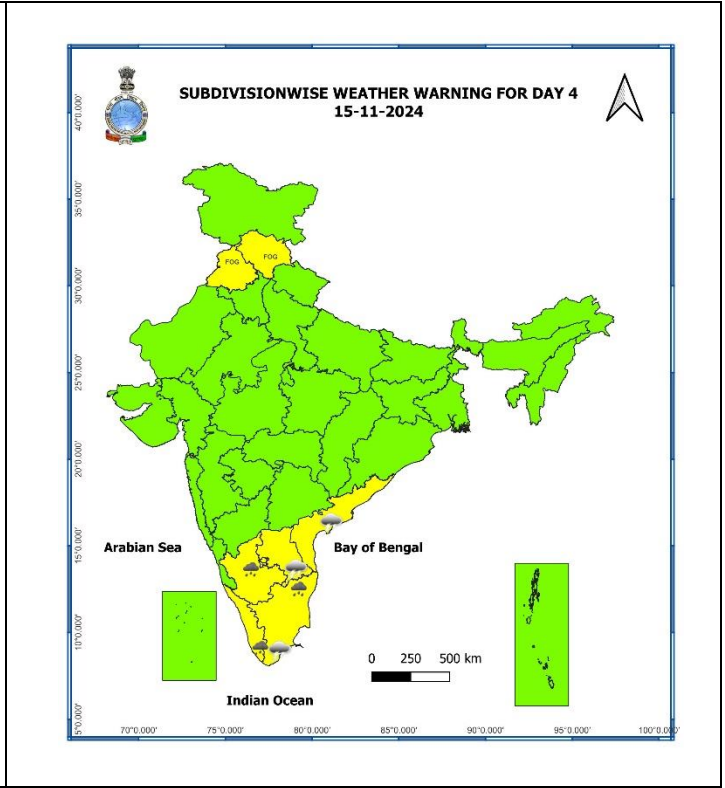 SUBDIVISIONWISE WEATHER WARNING FOR DAY 4
15-11-2024
40°0.000'
35°0.000'
30°0.000'
25°0.000'
20°0.000'
15°0.000'
10°0.000'
5°0.000'
FOG
FOG
Arabian Sea
Bay of Bengal
0 250 500 km
Indian Ocean
70°0.000' 75°0.000' 80°0.000' 85°0.000' 90°0.000' 95°0.000' 100°0.000'